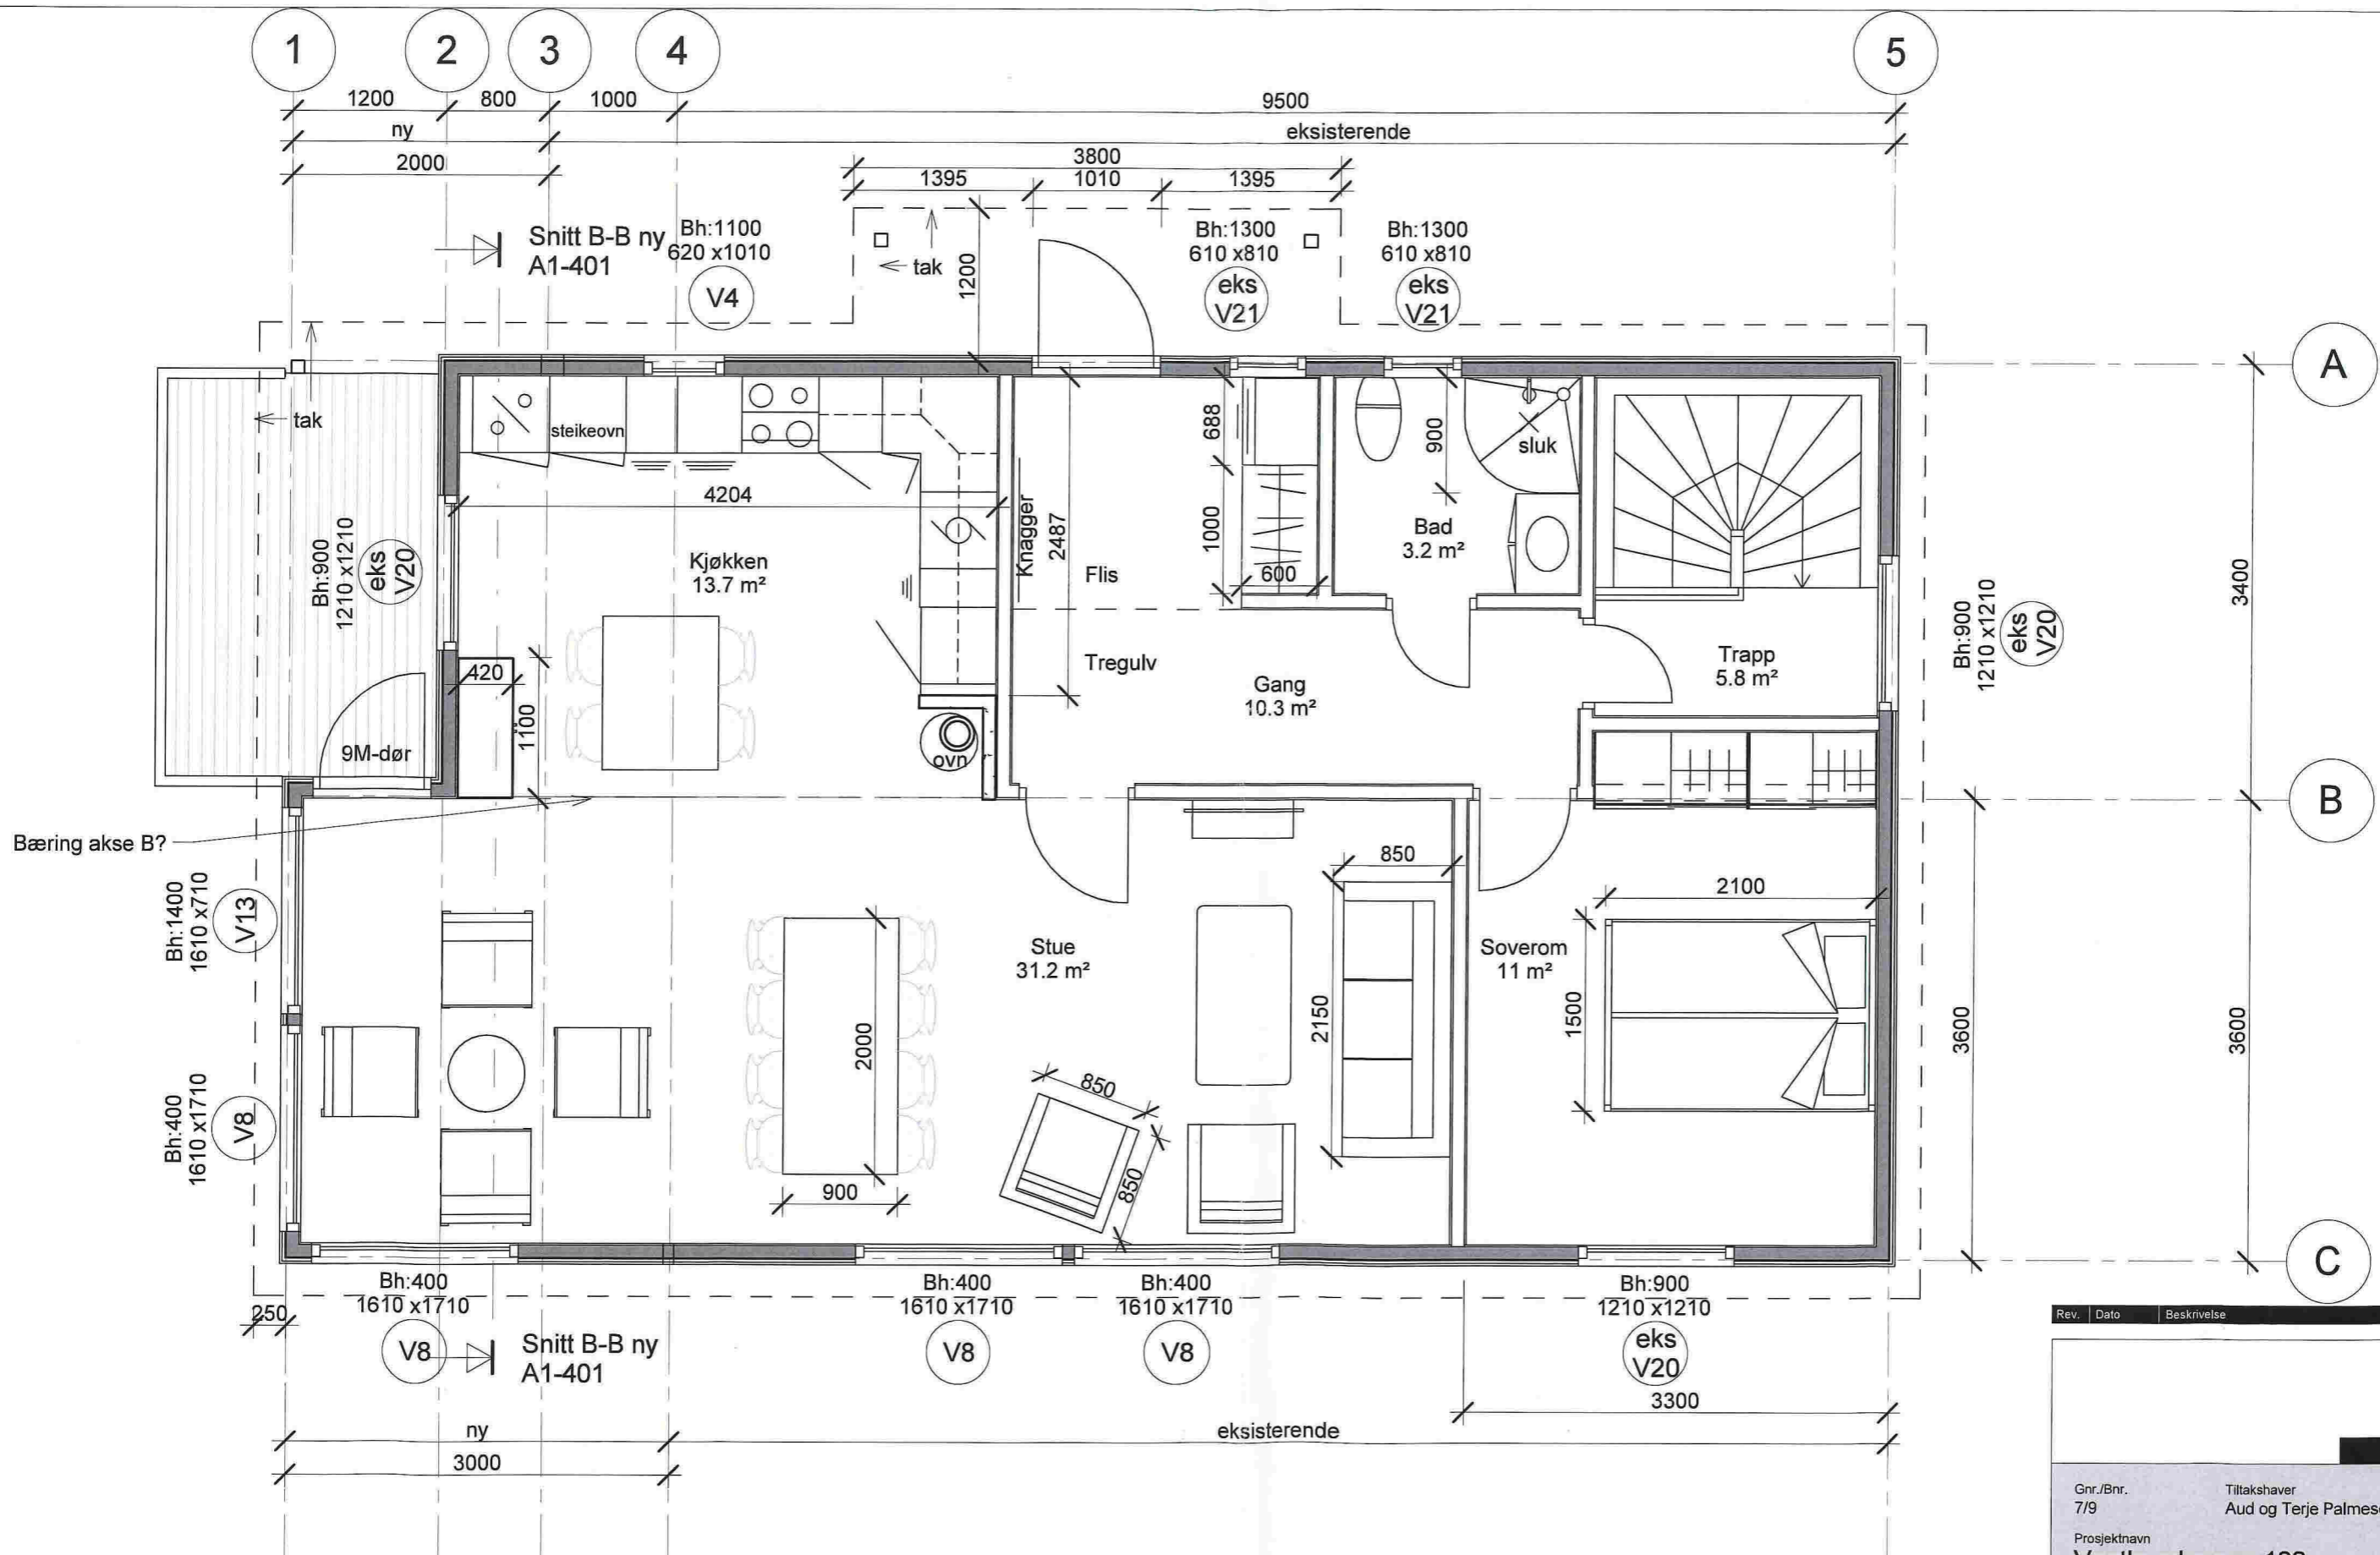 1
2
3
4
5
1200
800
1000
9500
ny
eksisterende
2000
3800
1395
1010
1395
Snitt B-B ny
A1-401
Bh:1100
620 x1010
V4
tak
1200
Bh:1300
610 x810
eks
V21
Bh:1300
610 x810
eks
V21
A
tak
steikeovn
4204
Knagger
2487
688
1000
600
900
sluk
Bad
3.2 m²
Flis
Kjøkken
13.7 m²
Bh:900
1210 x1210
eks
V20
Tregulv
Gang
10.3 m²
Trapp
5.8 m²
Bh:900
1210 x1210
eks
V20
3400
420
1100
9M-dør
ovn
B
Bæring akse B?
Bh:1400
1610 x710
V13
850
2100
Stue
31.2 m²
Soverom
11 m²
2000
2150
1500
3600
3600
Bh:400
1610 x1710
V8
850
850
900
C
250
Bh:400
1610 x1710
V8
Snitt B-B ny
A1-401
Bh:400
1610 x1710
V8
Bh:400
1610 x1710
V8
Bh:900
1210 x1210
eks
V20
3300
ny
eksisterende
3000
Rev. Dato Beskrivelse
Gnr./Bnr.
7/9
Tiltakshaver
Aud og Terje
Prosjektnavn